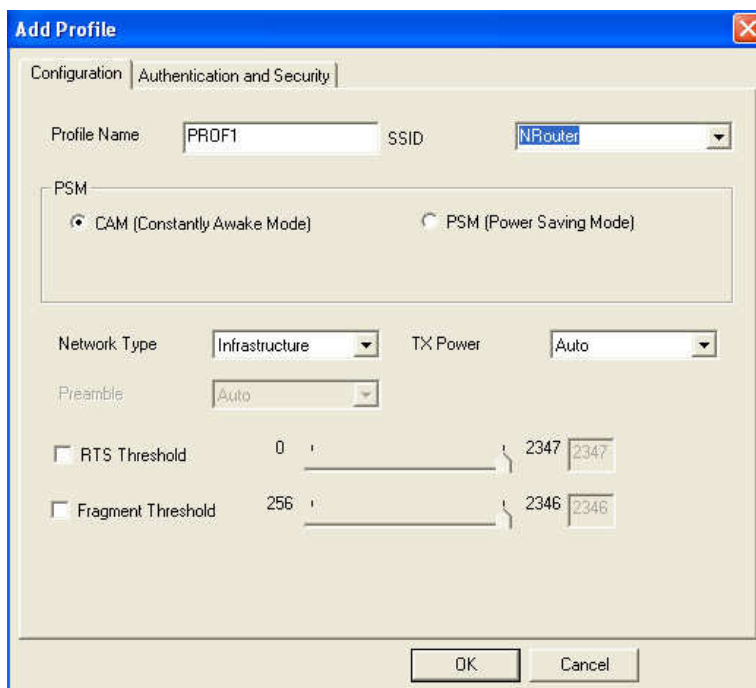 Add Profile
Configuration Authentication and Security
Profile Name PROF1 SSID NRouter
PSM
CAM (Constantly Awake Mode) PSM (Power Saving Mode)
Network Type Infrastructure TX Power Auto
Preamble Auto
RTS Threshold 0 2347 2347
Fragment Threshold 256 2346 2346
OK Cancel